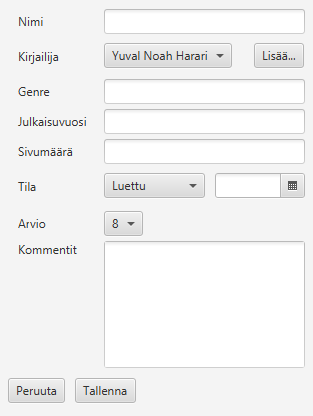 Nimi
Kirjailija Yuval Noah Harari Lisää...
Genre
Julkaisuvuosi
Sivumäärä
Tila Luettu
Arvio 8
Kommentit
Peruuta Tallenna